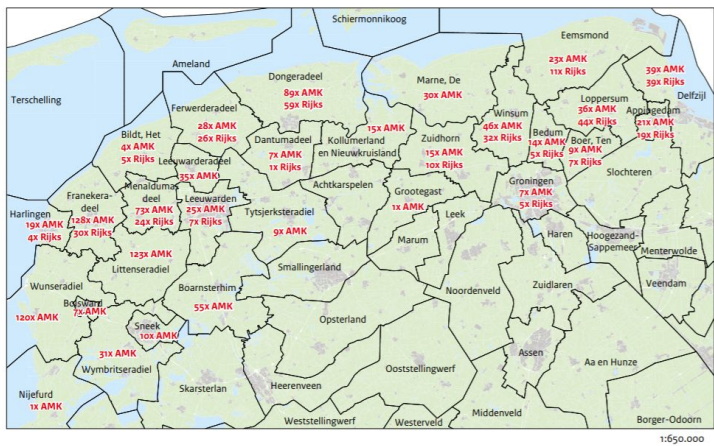 Schiermonnikoog
Ameland
Terschelling
Eemsmond
23x AMK
11x Rijks
Dongeradeel
89x AMK
59x Rijks
Marne, De
30x AMK
39x AMK
39x Rijks
Delfzijl
Ferwerderadeel
28x AMK
26x Rijks
Winsum
46x AMK
32x Rijks
Loppersum
36x AMK
44x Rijks
Appingedam
21x AMK
19x Rijks
Bildt, Het
4x AMK
5x Rijks
Dantumadeel
7x AMK
1x Rijks
15x AMK
Kollumerland
en Nieuwkruisland
Zuidhorn
15x AMK
10x Rijks
Bedum
14x AMK
5x Rijks
Boer, Ten
9x AMK
7x Rijks
Leeuwarderadeel
35x AMK
Slochteren
Harlingen
19x AMK
4x Rijks
Franekera-
deel
128x AMK
30x Rijks
Menaldumas
deel
73x AMK
24x Rijks
Leeuwarden
25x AMK
7x Rijks
Tytsjerksteradiel
9x AMK
Achtkarspelen
Grootegast
1x AMK
Groningen
7x AMK
5x Rijks
Leek
Marum
Haren
Hoogezand-
Sappemeer
Menterwolde
Veendam
123x AMK
Littenseradiel
Wunseradiel
120x AMK
Bolsward
7x AMK
Boarnsterhim
55x AMK
Smallingerland
Noordenveld
Zuidlaren
Sneek
10x AMK
Opsterland
31x AMK
Wymbritseradiel
Assen
Aa en Hunze
Nijefurd
1x AMK
Skarsterlan
Heerenveen
Ooststellingwerf
Weststellingwerf
Westerveld
Middenveld
Borger-Odoorn
1:650.000